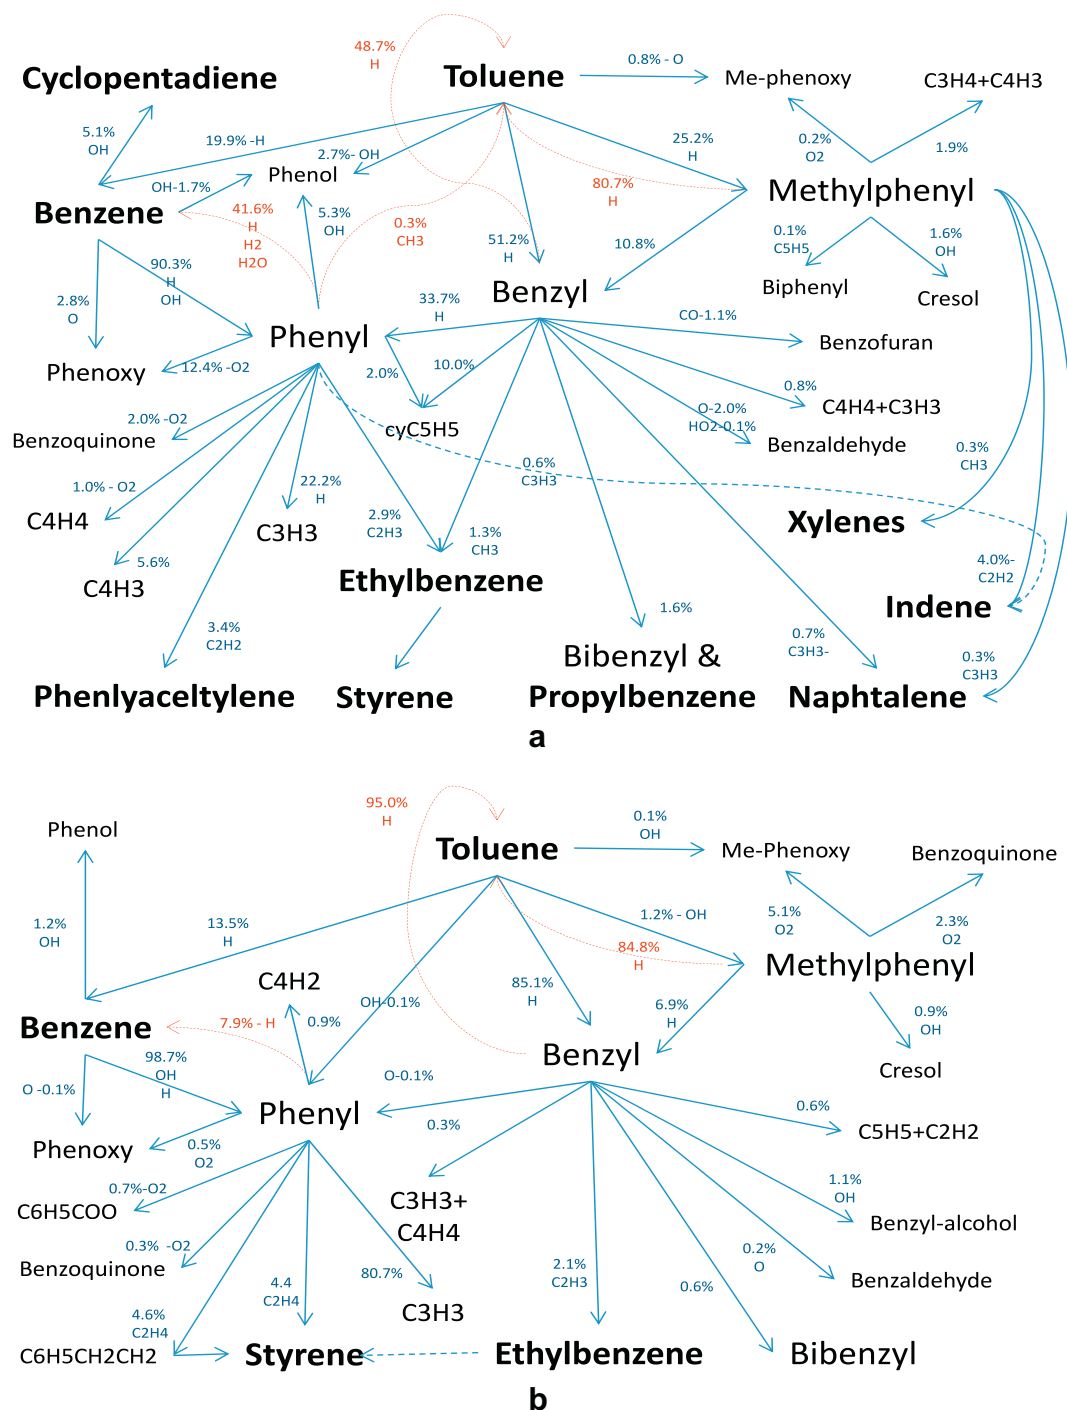 48.7%
H
Toluene
0.8% - O
Me-phenoxy
C3H4+C4H3
Cyclopentadiene
5.1%
OH
19.9% -H
2.7%- OH
Phenol
25.2%
H
0.2%
O2
1.9%
OH-1.7%
80.7%
H
Methylphenyl
Benzene
41.6%
H
H2
H2O
5.3%
OH
0.3%
CH3
51.2%
H
10.8%
0.1%
C5H5
1.6%
OH
90.3%
H
OH
2.8%
O
Benzyl
Biphenyl
Cresol
33.7%
H
CO-1.1%
Phenyl
Benzofuran
Phenoxy
12.4% -O2
2.0%
10.0%
0.8%
C4H4+C3H3
2.0% -O2
Benzoquinone
cyC5H5
O-2.0%
HO2-0.1%
Benzaldehyde
0.6%
C3H3
0.3%
CH3
1.0% - O2
22.2%
H
C4H4
C3H3
2.9%
C2H3
1.3%
CH3
Xylenes
5.6%
C4H3
Ethylbenzene
4.0%-
C2H2
Indene
3.4%
C2H2
1.6%
0.7%
C3H3-
0.3%
C3H3
Bibenzyl &
Phenlyaceltylene
Styrene
Propylbenzene
Naphtalene
a
95.0%
H
Phenol
Toluene
0.1%
OH
Me-Phenoxy
Benzoquinone
1.2%
OH
13.5%
H
1.2% - OH
5.1%
O2
2.3%
O2
84.8%
H
Methylphenyl
C4H2
OH-0.1%
85.1%
H
6.9%
H
0.9%
OH
Benzene
7.9% - H
0.9%
Benzyl
Cresol
98.7%
OH
H
O -0.1%
O-0.1%
Phenyl
0.3%
0.6%
C5H5+C2H2
Phenoxy
0.5%
O2
0.7%-O2
C6H5COO
C3H3+
C4H4
1.1%
OH
Benzyl-alcohol
0.3% -O2
Benzoquinone
4.4
C2H4
80.7%
2.1%
C2H3
0.6%
0.2%
O
Benzaldehyde
C3H3
4.6%
C2H4
C6H5CH2CH2
Styrene
Ethylbenzene
Bibenzyl
b